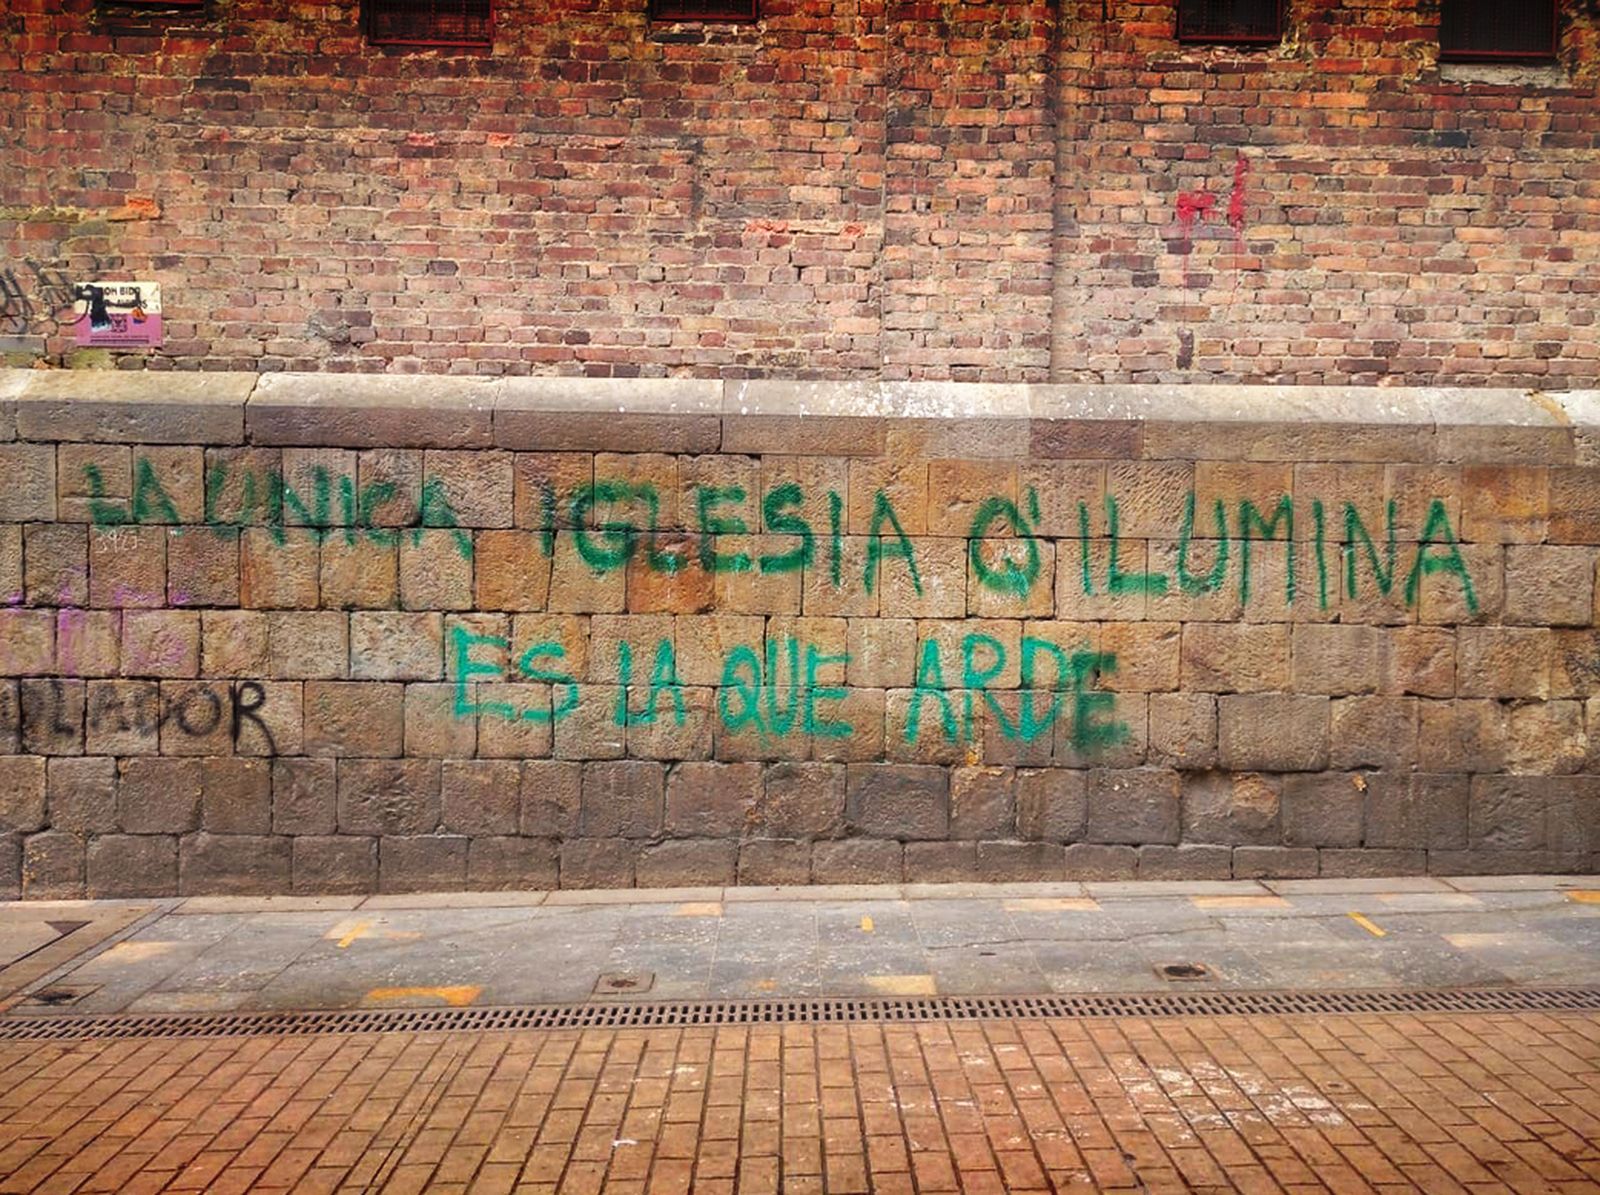 LA UNICA IGLESIA Q' ILUMINA
ES LA QUE ARDE